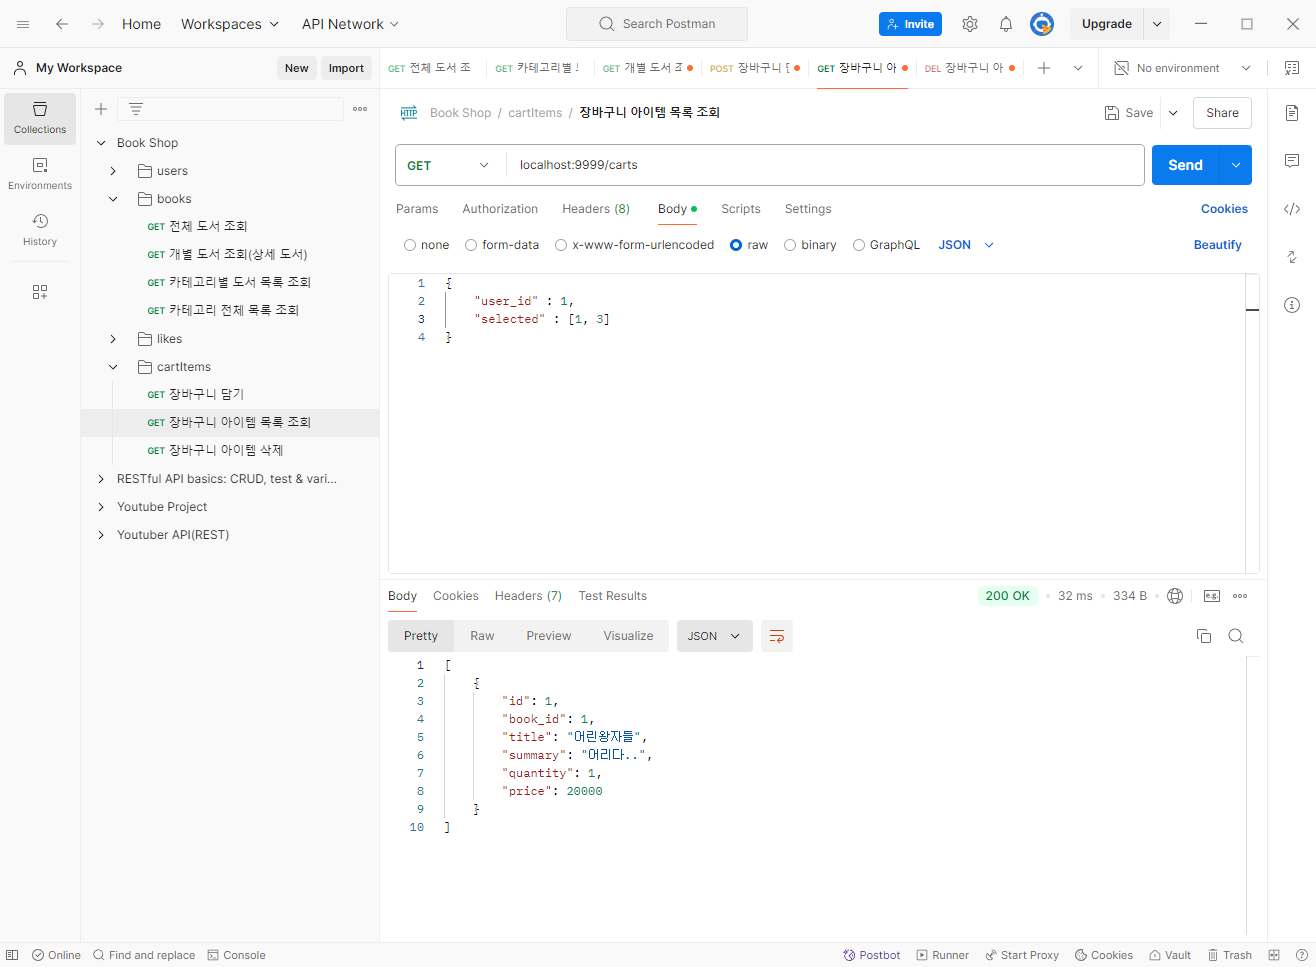 Home Workspaces API Network Search Postman Invite Upgrade
My Workspace New Import GET 전체 도서 조 GET 카테고리별 GET 개별 도서 조 POST 장바구니 GET 장바구니 아 DEL 장바구니 아 No environment
Collections
Environments
History
Book Shop
users
books
GET 전체 도서 조회
GET 개별 도서 조회(상세 도서)
GET 카테고리별 도서 목록 조회
GET 카테고리 전체 목록 조회
likes
cartItems
GET 장바구니 담기
GET 장바구니 아이템 목록 조회
GET 장바구니 아이템 삭제
RESTful API basics: CRUD, test & vari...
Youtube Project
Youtuber API(REST)
HTTP Book Shop / cartItems / 장바구니 아이템 목록 조회 Save Share
GET localhost:9999/carts Send
Params Authorization Headers (8) Body Scripts Settings Cookies
none form-data x-www-form-urlencoded raw binary GraphQL JSON Beautify
1 {
2 "user_id" : 1,
3 "selected" : [1, 3]
4 }
Body Cookies Headers (7) Test Results 200 OK 32 ms 334 B e.g.
Pretty Raw Preview Visualize JSON
1 [
2 {
3 "id": 1,
4 "book_id": 1,
5 "title": "어린왕자들",
6 "summary": "어리다..",
7 "quantity": 1,
8 "price": 20000
9 }
10 ]
Online Find and replace Console Postbot Runner Start Proxy Cookies Vault Trash